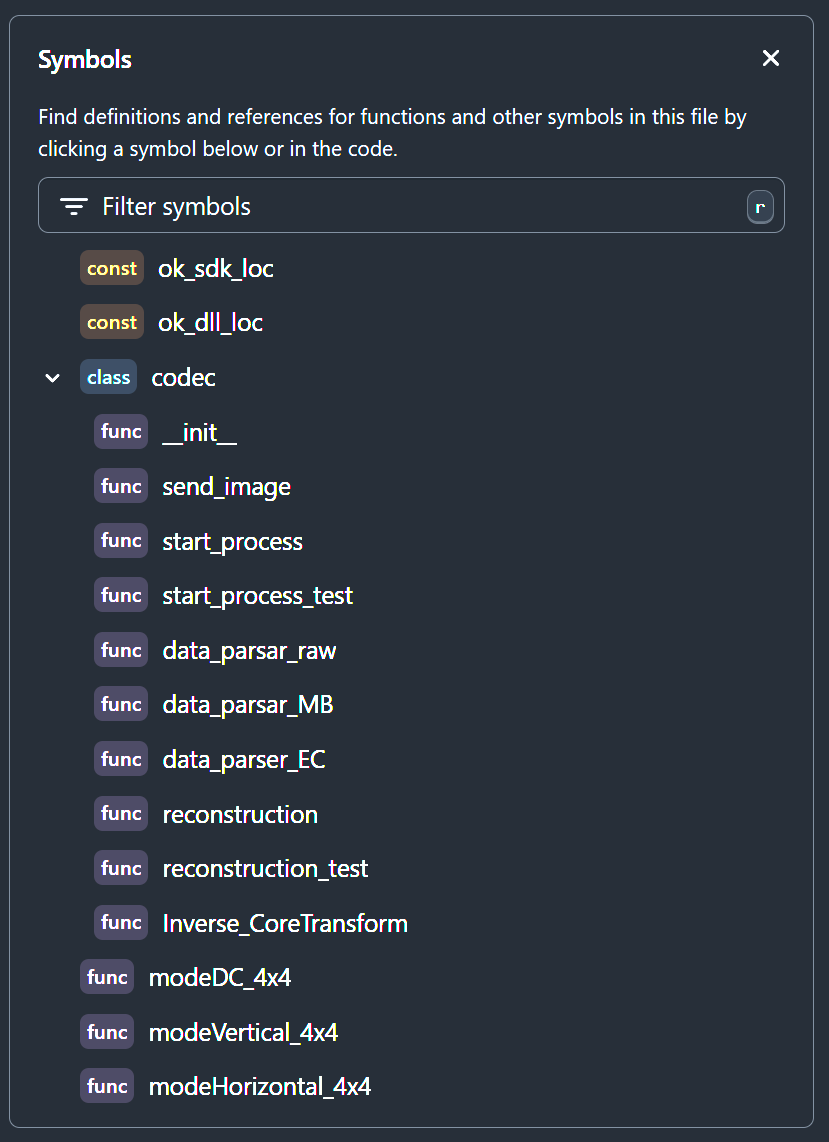 Symbols
Find definitions and references for functions and other symbols in this file by
clicking a symbol below or in the code.
Filter symbols r
const ok_sdk_loc
const ok_dll_loc
class codec
func __init__
func send_image
func start_process
func start_process_test
func data_parsar_raw
func data_parsar_MB
func data_parser_EC
func reconstruction
func reconstruction_test
func Inverse_CoreTransform
func modeDC_4x4
func modeVertical_4x4
func modeHorizontal_4x4